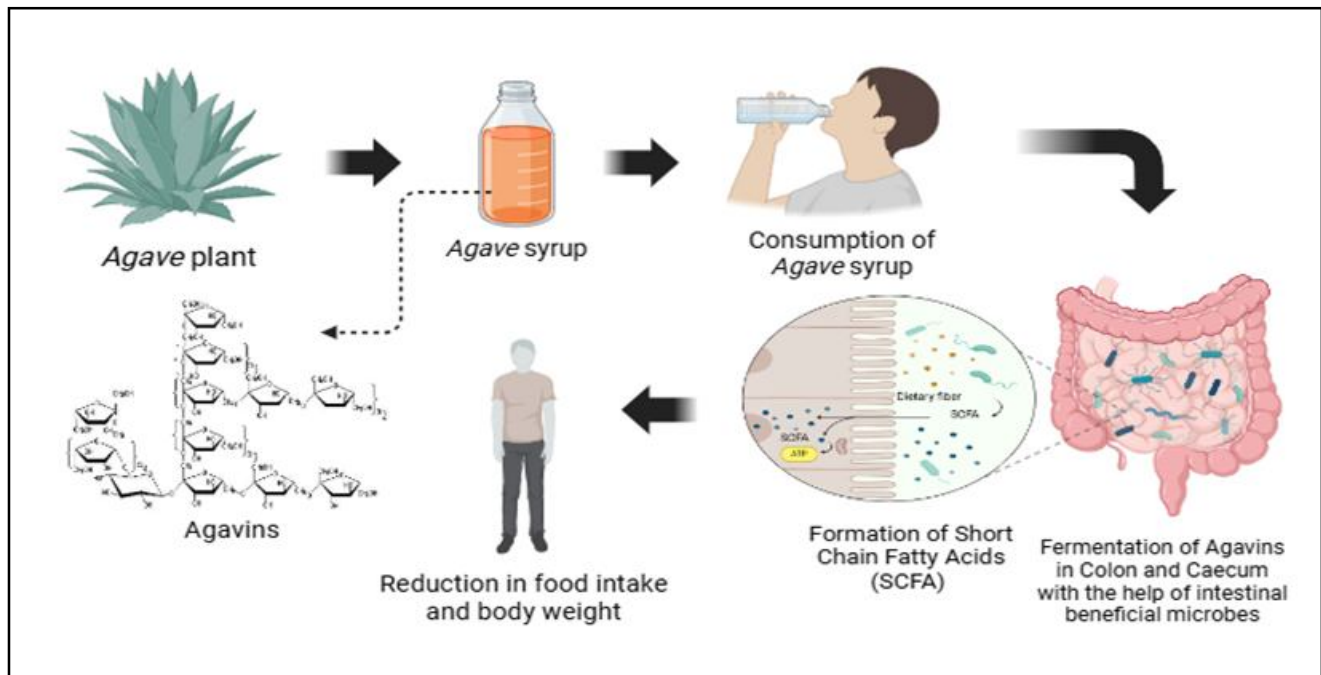 Agave plant
Agave syrup
Consumption of
Agave syrup
Agavins
Reduction in food intake
and body weight
Dietary fiber
SCFA
SCFA
ATP
Formation of Short
Chain Fatty Acids
(SCFA)
Fermentation of Agavins
in Colon and Caecum
with the help of intestinal
beneficial microbes